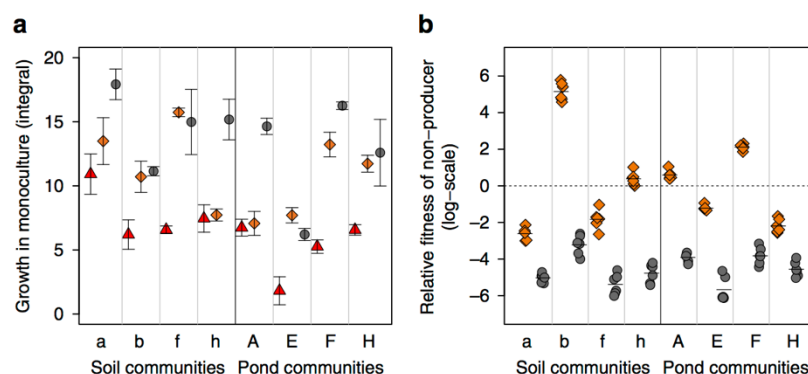 a
Growth in monoculture (integral)
20
15
10
5
0
a b f h A E F H
Soil communities Pond communities
b
Relative fitness of non−producer
(log−scale)
6
4
2
0
−2
−4
−6
a b f h A E F H
Soil communities Pond communities